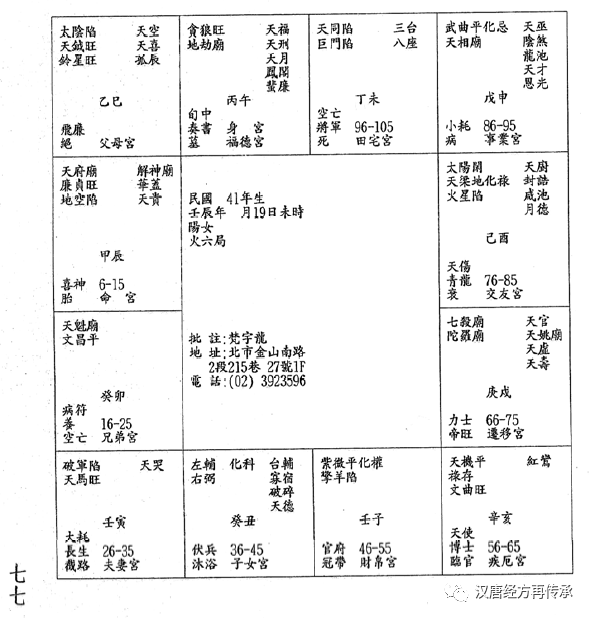 太陰陷 天空
天鉞旺 天喜
鈴星旺 孤辰
乙巳
飛廉
絕 父母宮
貪狼旺 天福
地劫廟 天刑
天月
鳳閣
蜚廉
丙午
旬中
奏書 身 宮
墓 福德宮
天同陷 三台
巨門陷 八座
丁未
空亡
將軍 96-105
死 田宅宮
武曲平化忌 天巫
天相廟 陰煞
龍池
天才
恩光
戊申
小耗 86-95
病 事業宮
天府廟 解神廟
廉貞旺 華蓋
地空陷 天貴
甲辰
喜神 6-15
胎 命 宮
民國 41年生
壬辰年 月19日未時
陽女
火六局
批 註:梵字龍
地 址:北市金山南路
2段215巷 27號1F
電 話:(02) 3923596
太陽閒 天廚
天梁地化祿 封誥
火星陷 咸池
月德
己酉
天傷
青龍 76-85
衰 交友宮
天魁廟
文昌平
癸卯
病符
養 16-25
空亡 兄弟宮
七殺廟 天官
陀羅廟 天姚廟
天虛
天壽
庚戌
力士 66-75
帝旺 遷移宮
破軍陷 天哭
天馬旺
壬寅
大耗
長生 26-35
截路 夫妻宮
左輔 化科 台輔
右弼 寡宿
破碎
天德
癸丑
伏兵 36-45
沐浴 子女宮
紫微平化權
擎羊陷
壬子
官府 46-55
冠帶 財帛宮
天機平 紅鸞
祿存
文曲旺
辛亥
天使
博士 56-65
臨官 疾厄宮
七七
汉唐经方再传承